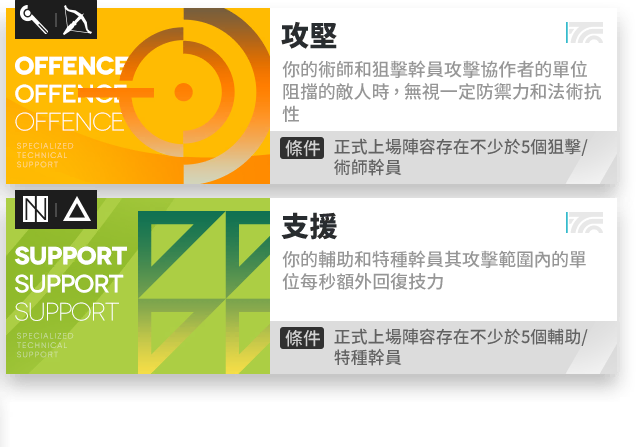 OFFENCE
OFFENCE
OFFENCE
SPECIALIZED
TECHNICAL
SUPPORT
攻堅
你的術師和狙擊幹員攻擊協作者的單位
阻擋的敵人時，無視一定防禦力和法術抗
性
條件 正式上場陣容存在不少於5個狙擊/
術師幹員
SUPPORT
SUPPORT
SUPPORT
SPECIALIZED
TECHNICAL
SUPPORT
支援
你的輔助和特種幹員其攻擊範圍內的單
位每秒額外回復技力
條件 正式上場陣容存在不少於5個輔助/
特種幹員